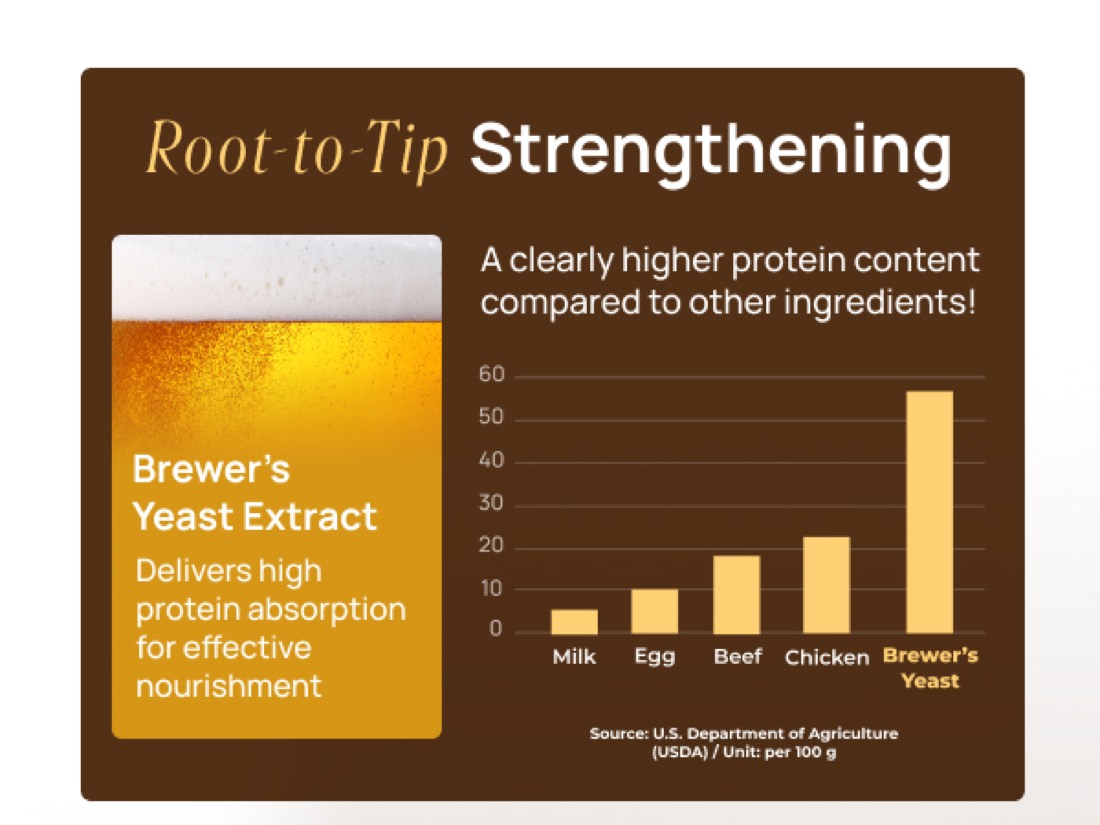 Root-to-Tip Strengthening
Brewer’s
Yeast Extract
Delivers high
protein absorption
for effective
nourishment
A clearly higher protein content
compared to other ingredients!
60
50
40
30
20
10
0
Milk Egg Beef Chicken Brewer’s
Yeast
Source: U.S. Department of Agriculture
(USDA) / Unit: per 100 g